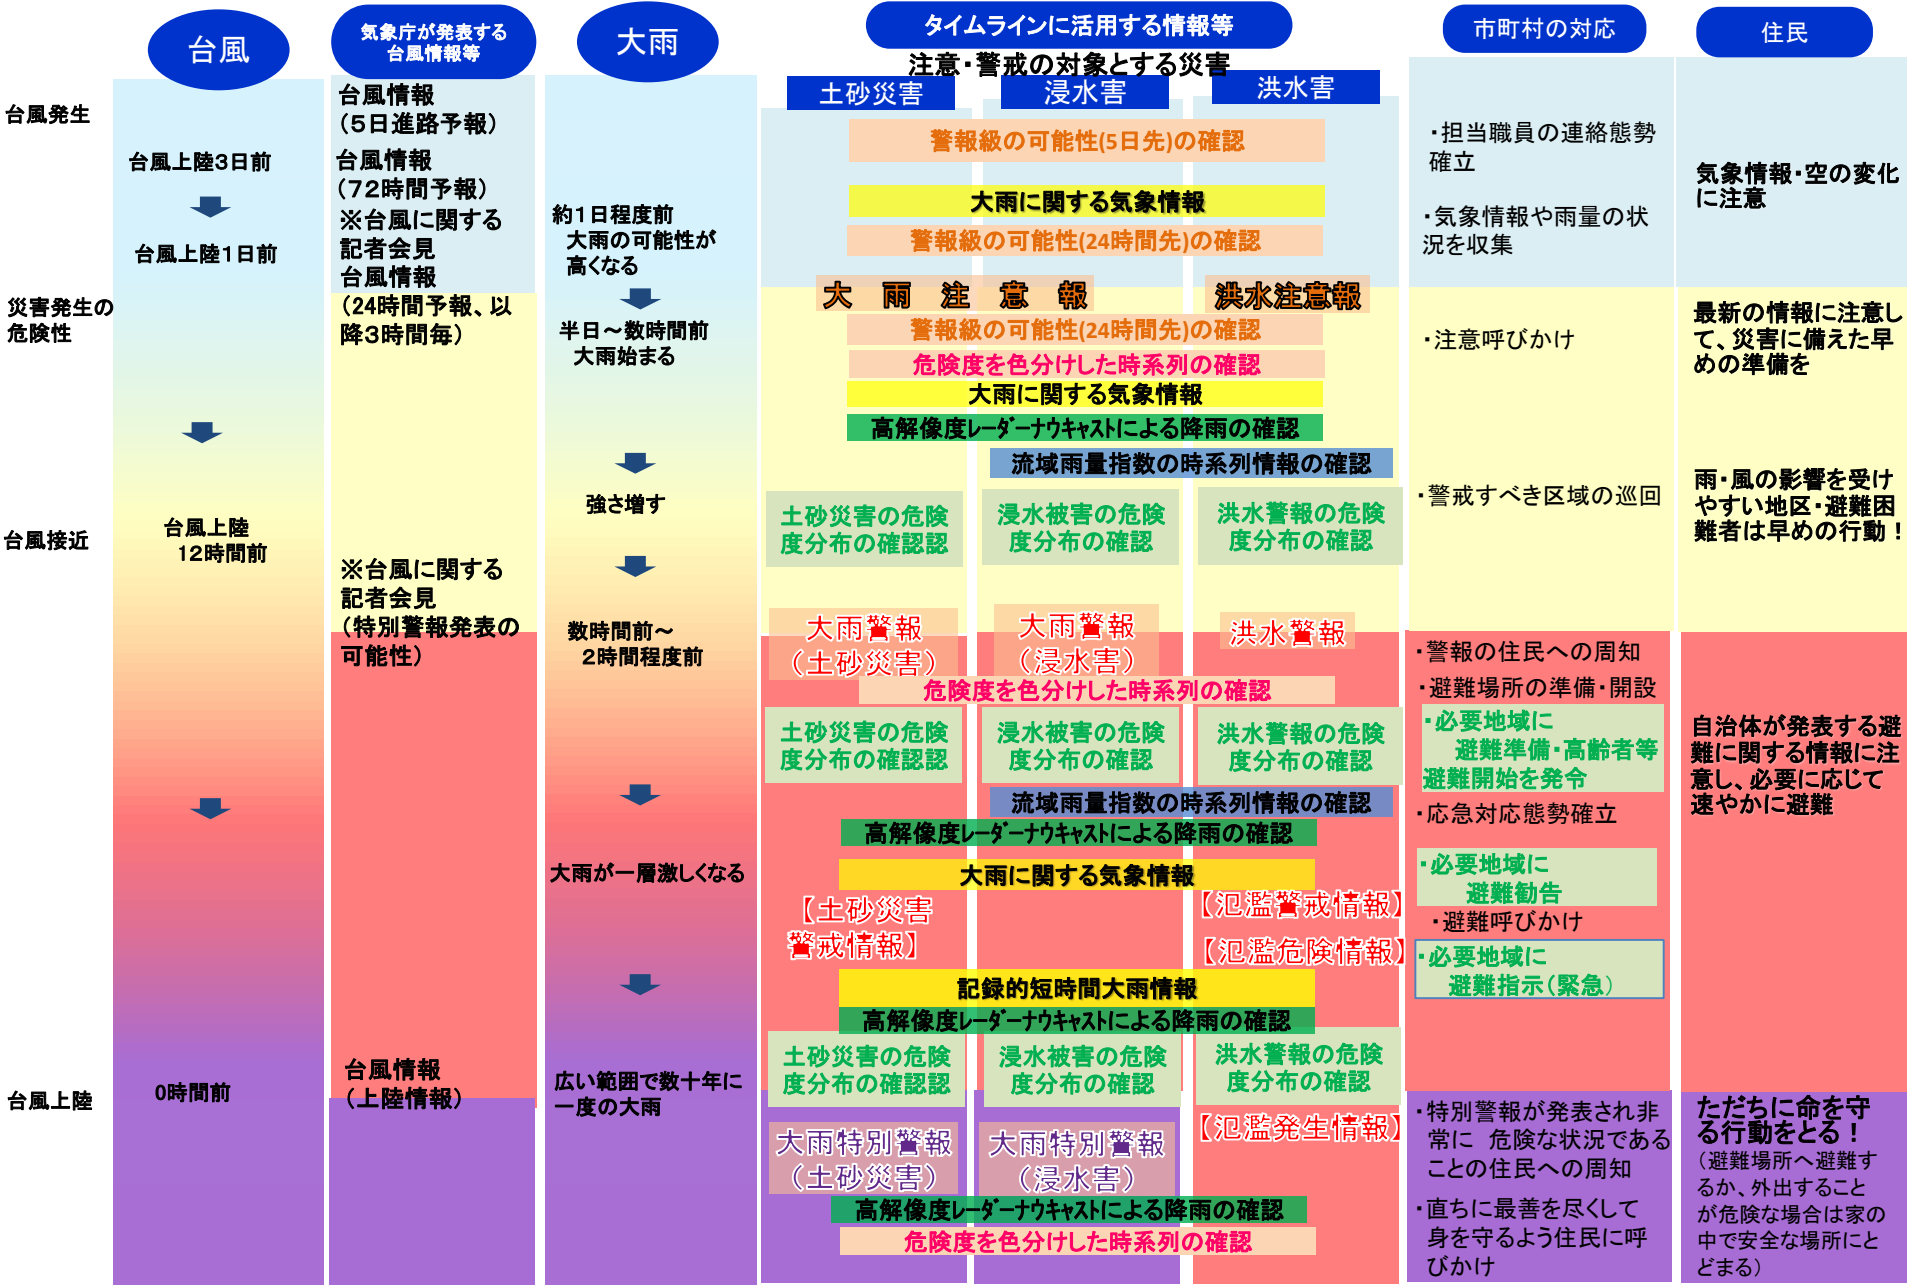 台風
気象庁が発表する
台風情報等
大雨
タイムラインに活用する情報等
市町村の対応
住民
注意・警戒の対象とする災害
土砂災害
浸水害
洪水害
台風発生
災害発生の
危険性
台風接近
台風上陸
台風上陸3日前
台風上陸1日前
台風上陸
12時間前
0時間前
台風情報
(5日進路予報)
台風情報
(72時間予報)
※台風に関する
記者会見
台風情報
(24時間予報、以
降3時間毎)
※台風に関する
記者会見
(特別警報発表の
可能性)
台風情報
(上陸情報)
約1日程度前
大雨の可能性が
高くなる
半日～数時間前
大雨始まる
強さ増す
数時間前～
2時間程度前
大雨が一層激しくなる
広い範囲で数十年に
一度の大雨
警報級の可能性(5日先)の確認
大雨に関する気象情報
警報級の可能性(24時間先)の確認
大雨注意報
洪水注意報
警報級の可能性(24時間先)の確認
危険度を色分けした時系列の確認
大雨に関する気象情報
高解像度レーダーナウキャストによる降雨の確認
流域雨量指数の時系列情報の確認
土砂災害の危険
度分布の確認認
浸水被害の危険
度分布の確認
洪水警報の危険
度分布の確認
大雨警報
(土砂災害)
大雨警報
(浸水害)
洪水警報
危険度を色分けした時系列の確認
土砂災害の危険
度分布の確認認
浸水被害の危険
度分布の確認
洪水警報の危険
度分布の確認
流域雨量指数の時系列情報の確認
高解像度レーダーナウキャストによる降雨の確認
大雨に関する気象情報
【土砂災害
警戒情報】
【氾濫警戒情報】
【氾濫危険情報】
記録的短時間大雨情報
高解像度レーダーナウキャストによる降雨の確認
土砂災害の危険
度分布の確認認
浸水被害の危険
度分布の確認
洪水警報の危険
度分布の確認
【氾濫発生情報】
大雨特別警報
(土砂災害)
大雨特別警報
(浸水害)
高解像度レーダーナウキャストによる降雨の確認
危険度を色分けした時系列の確認
・担当職員の連絡態勢
確立
・気象情報や雨量の状
況を収集
・注意呼びかけ
・警戒すべき区域の巡回
・警報の住民への周知
・避難場所の準備・開設
・必要地域に
避難準備・高齢者等
避難開始を発令
・応急対応態勢確立
・必要地域に
避難勧告
・避難呼びかけ
・必要地域に
避難指示(緊急)
・特別警報が発表され非
常に 危険な状況である
ことの住民への周知
・直ちに最善を尽くして
身を守るよう住民に呼
びかけ
気象情報・空の変化
に注意
最新の情報に注意し
て、災害に備えた早
めの準備を
雨・風の影響を受け
やすい地区・避難困
難者は早めの行動！
自治体が発表する避
難に関する情報に注
意し、必要に応じて
速やかに避難
ただちに命を守
る行動をとる！
(避難場所へ避難す
るか、外出すること
が危険な場合は家の
中で安全な場所にと
どまる)